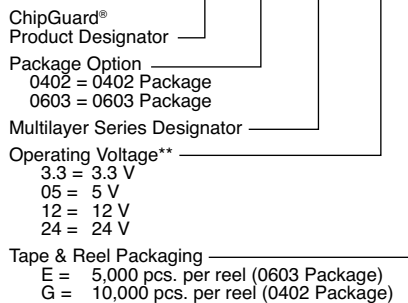 ChipGuard®
Product Designator
Package Option
0402 = 0402 Package
0603 = 0603 Package
Multilayer Series Designator
Operating Voltage**
3.3 = 3.3 V
05 = 5 V
12 = 12 V
24 = 24 V
Tape & Reel Packaging
E = 5,000 pcs. per reel (0603 Package)
G = 10,000 pcs. per reel (0402 Package)